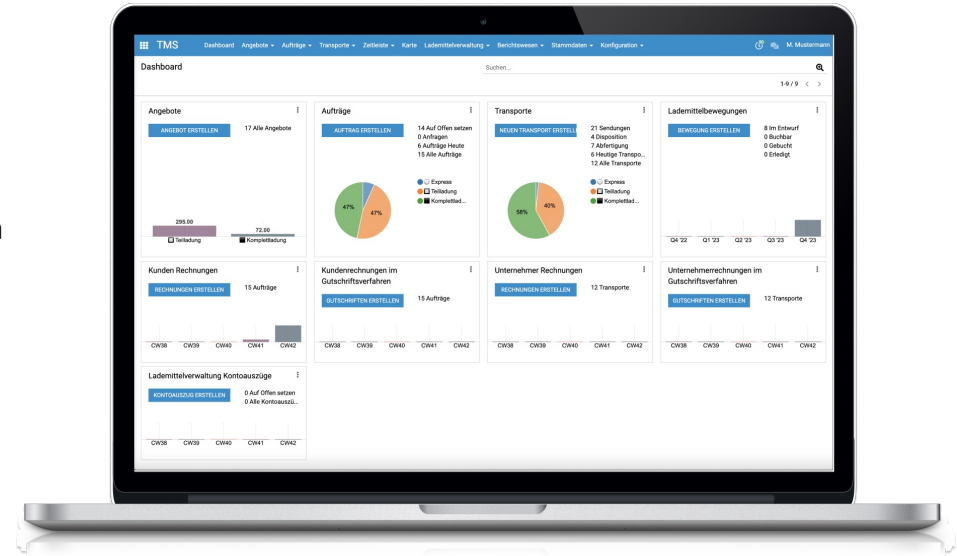 TMS Dashboard Angebote Aufträge Transporte Zeitleiste Karte Lademittelverwaltung Berichtswesen Stammdaten Konfiguration M. Mustermann
Dashboard
Suchen...
1-9 / 9
Angebote
ANGEBOT ERSTELLEN
17 Alle Angebote
295.00
72.00
Teilladung
Komplettladung
Aufträge
AUFTRAG ERSTELLEN
14 Auf Offen setzen
0 Anfragen
6 Aufträge Heute
15 Alle Aufträge
Express
Teilladung
Komplettlad...
47%
47%
Transporte
NEUEN TRANSPORT ERSTELL
21 Sendungen
4 Disposition
7 Abfertigung
6 Heutige Transpo...
12 Alle Transporte
Express
Teilladung
Komplettlad...
58%
40%
Lademittelbewegungen
BEWEGUNG ERSTELLEN
8 Im Entwurf
0 Buchbar
0 Gebucht
0 Erledigt
Q4 '22 Q1 '23 Q2 '23 Q3 '23 Q4 '23
Kunden Rechnungen
RECHNUNGEN ERSTELLEN
15 Aufträge
CW38 CW39 CW40 CW41 CW42
Kundenrechnungen im
Gutschriftsverfahren
GUTSCHRIFTEN ERSTELLEN
15 Aufträge
CW38 CW39 CW40 CW41 CW42
Unternehmer Rechnungen
RECHNUNGEN ERSTELLEN
12 Transporte
CW38 CW39 CW40 CW41 CW42
Unternehmerrechnungen im
Gutschriftsverfahren
GUTSCHRIFTEN ERSTELLEN
12 Transporte
CW38 CW39 CW40 CW41 CW42
Lademittelverwaltung Kontoauszüge
KONTOAUSZUG ERSTELLEN
0 Auf Offen setzen
0 Alle Kontoauszü...
CW38 CW39 CW40 CW41 CW42